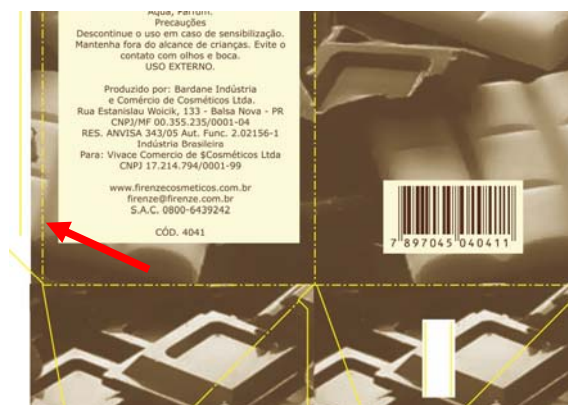 Aqua, Parfum.
Precauções
Descontinue o uso em caso de sensibilização.
Mantenha fora do alcance de crianças. Evite o
contato com olhos e boca.
USO EXTERNO.
Produzido por: Bardane Indústria
e Comércio de Cosméticos Ltda.
Rua Estanislau Woicik, 133 - Balsa Nova - PR
CNPJ/MF 00.355.235/0001-04
RES. ANVISA 343/05 Aut. Func. 2.02156-1
Indústria Brasileira
Para: Vivace Comercio de $Cosméticos Ltda
CNPJ 17.214.794/0001-99
www.firenzecosmeticos.com.br
firenze@firenze.com.br
S.A.C. 0800-6439242
CÓD. 4041
7 897045 040411